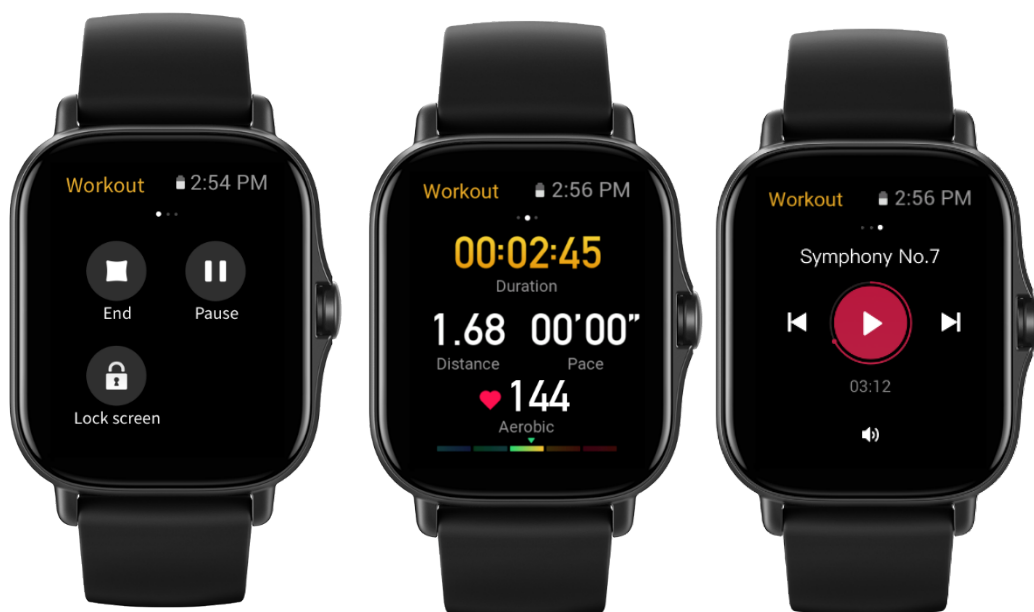 Workout 2:54 PM
End Pause
Lock screen
Workout 2:56 PM
00:02:45
Duration
1.68 00'00”
Distance Pace
144
Aerobic
Workout 2:56 PM
Symphony No.7
03:12